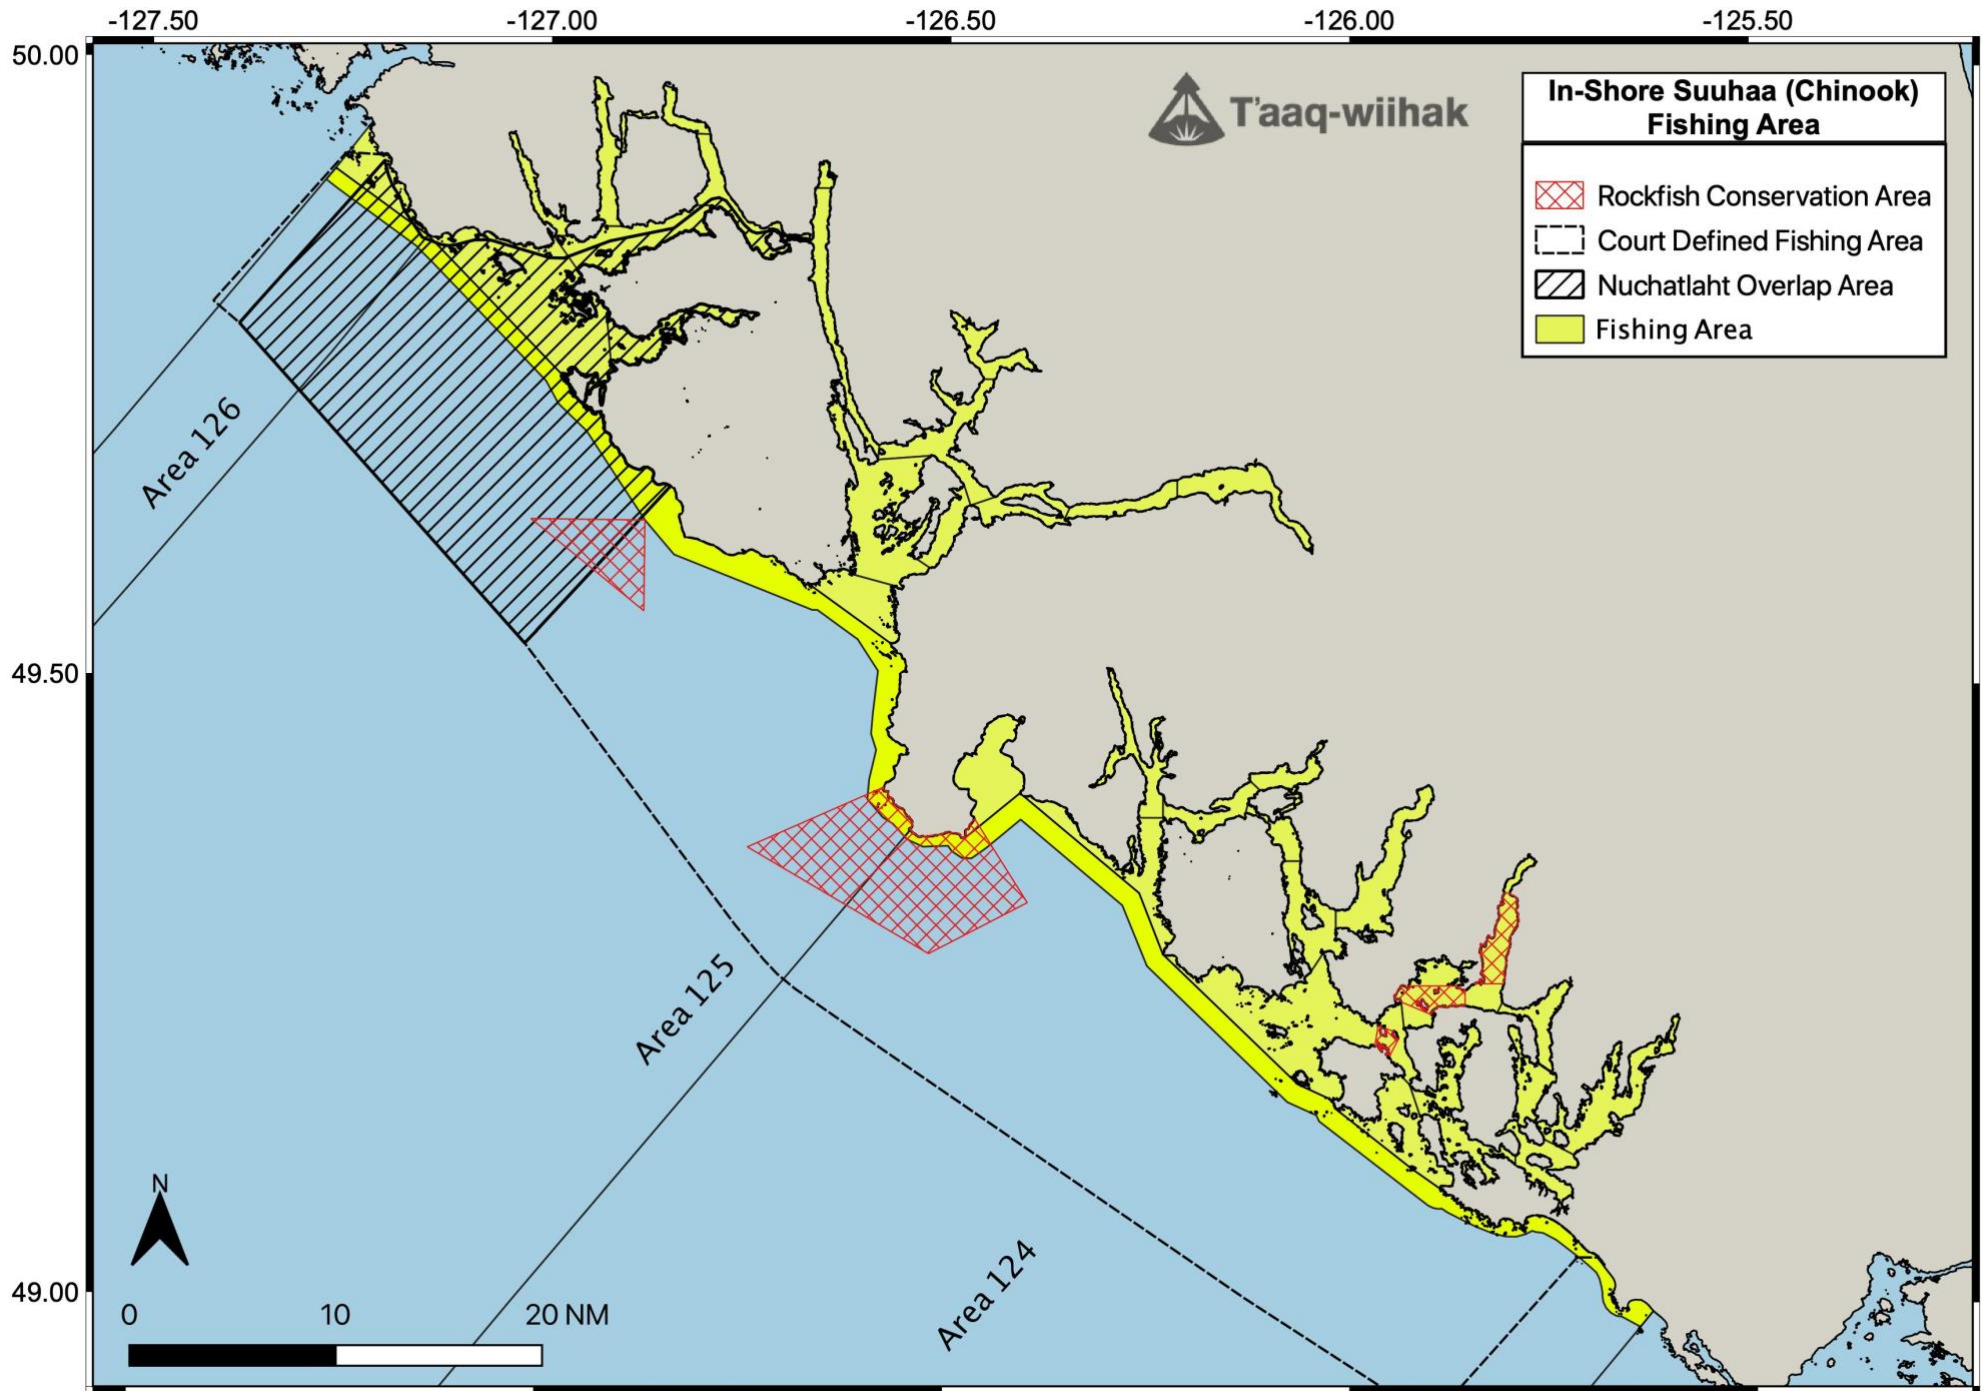 -127.50 -127.00 -126.50 -126.00 -125.50
50.00
49.50
49.00
T'aaq-wiihak
In-Shore Suuhaa (Chinook)
Fishing Area
Rockfish Conservation Area
Court Defined Fishing Area
Nuchatlaht Overlap Area
Fishing Area
Area 126
Area 125
Area 124
N
0 10 20 NM